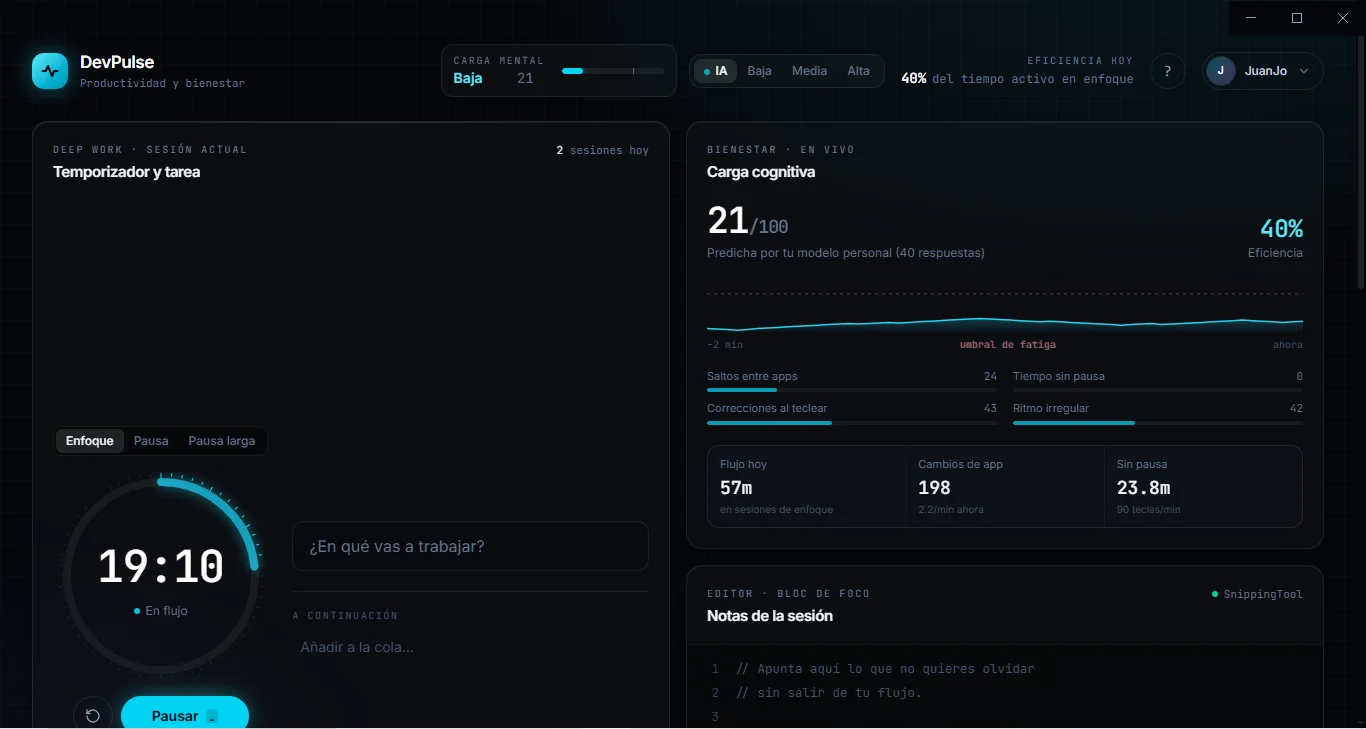 DevPulse
Productividad y bienestar
CARGA MENTAL
Baja 21
IA Baja Media Alta
EFICIENCIA HOY
40% del tiempo activo en enfoque
?
J JuanJo
DEEP WORK · SESIÓN ACTUAL
2 sesiones hoy
Temporizador y tarea
Enfoque Pausa Pausa larga
19:10
En flujo
¿En qué vas a trabajar?
A CONTINUACIÓN
Añadir a la cola...
Pausar
BIENESTAR · EN VIVO
Carga cognitiva
21/100
40%
Predicha por tu modelo personal (40 respuestas)
Eficiencia
-2 min umbral de fatiga ahora
Saltos entre apps 24 Tiempo sin pausa 0
Correcciones al teclear 43 Ritmo irregular 42
Flujo hoy Cambios de app Sin pausa
57m 198 23.8m
en sesiones de enfoque 2.2/min ahora 90 teclas/min
EDITOR · BLOC DE FOCO
SnippingTool
Notas de la sesión
1 // Apunta aquí lo que no quieres olvidar
2 // sin salir de tu flujo.
3